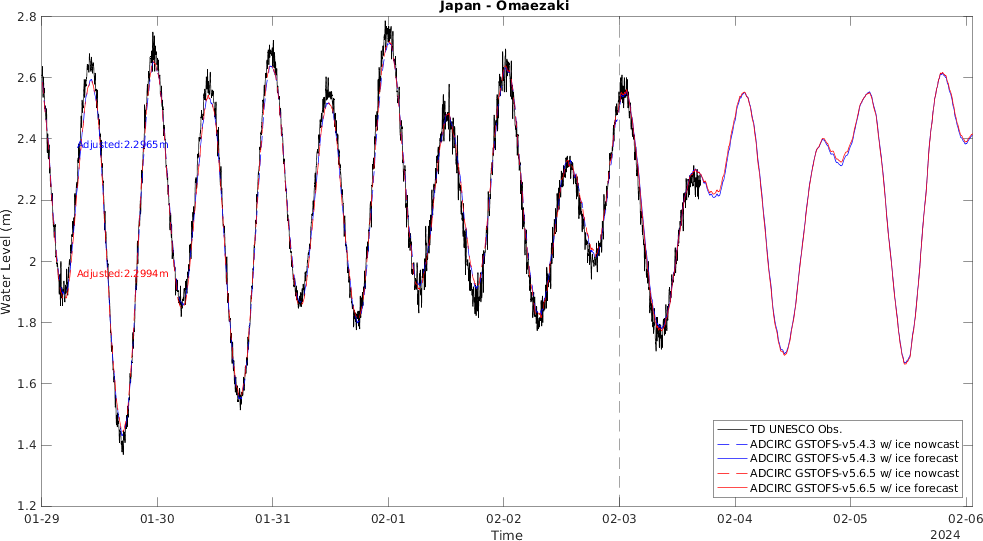 Japan - Omaezaki
2.8
2.6
2.4
2.2
2
1.8
1.6
1.4
1.2
Water Level (m)
Adjusted:2.2965m
Adjusted:2.2994m
TD UNESCO Obs.
ADCIRC GSTOFS-v5.4.3 w/ ice nowcast
ADCIRC GSTOFS-v5.4.3 w/ ice forecast
ADCIRC GSTOFS-v5.6.5 w/ ice nowcast
ADCIRC GSTOFS-v5.6.5 w/ ice forecast
01-29 01-30 01-31 02-01 02-02 02-03 02-04 02-05 02-06
Time
2024